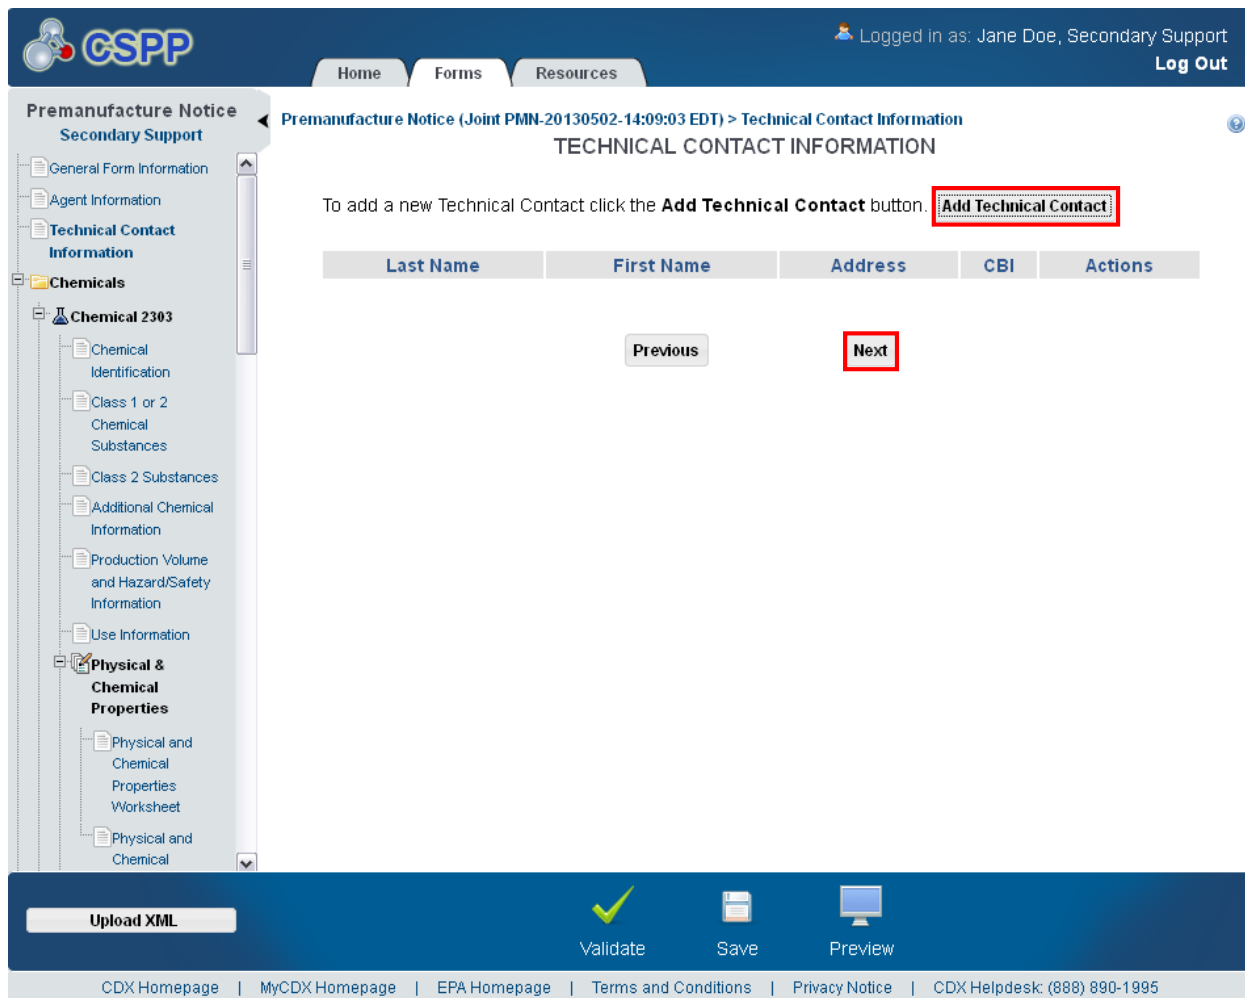 CSPP
Logged in as: Jane Doe, Secondary Support
Log Out
Home Forms Resources
Premanufacture Notice
Secondary Support
General Form Information
Agent Information
Technical Contact
Information
Chemicals
Chemical 2303
Chemical
Identification
Class 1 or 2
Chemical
Substances
Class 2 Substances
Additional Chemical
Information
Production Volume
and Hazard/Safety
Information
Use Information
Physical &
Chemical
Properties
Physical and
Chemical
Properties
Worksheet
Physical and
Chemical
Premanufacture Notice (Joint PMN-20130502-14:09:03 EDT) > Technical Contact Information
TECHNICAL CONTACT INFORMATION
To add a new Technical Contact click the Add Technical Contact button. Add Technical Contact
Last Name First Name Address CBI Actions
Previous Next
Upload XML
Validate Save Preview
CDX Homepage | MyCDX Homepage | EPA Homepage | Terms and Conditions | Privacy Notice | CDX Helpdesk: (888) 890-1995